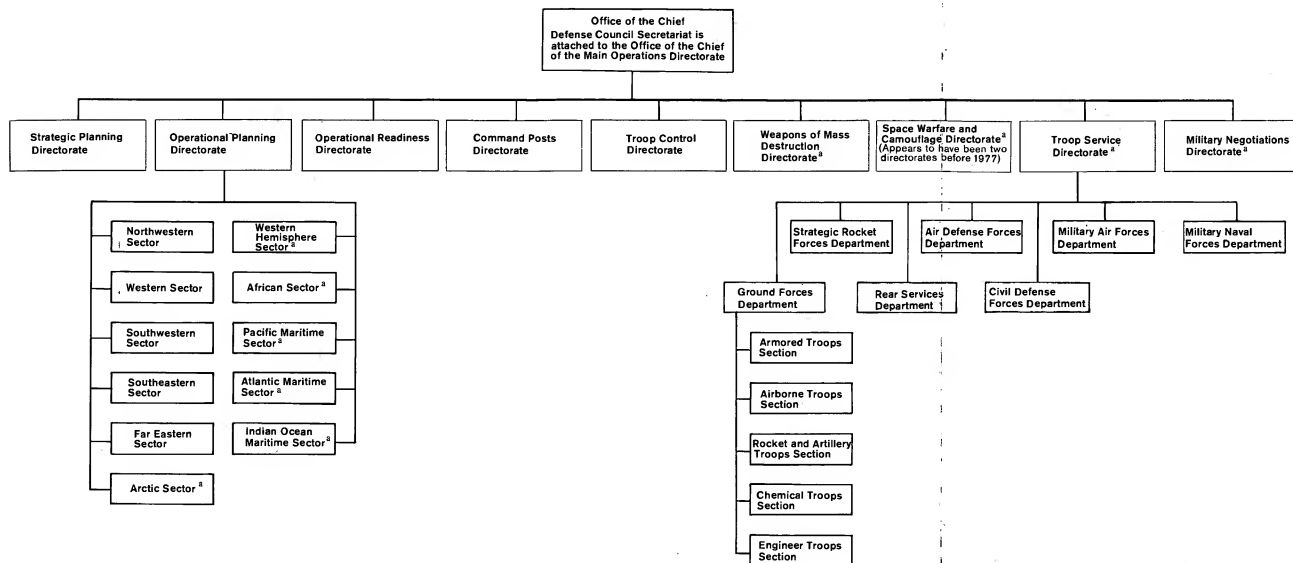 Office of the Chief
Defense Council Secretariat is
attached to the Office of the Chief
of the Main Operations Directorate
Strategic Planning
Directorate
Operational Planning
Directorate
Operational Readiness
Directorate
Command Posts
Directorate
Troop Control
Directorate
Weapons of Mass
Destruction
Directorate a
Space Warfare and
Camouflage Directorate a
(Appears to have been two
directorates before 1977)
Troop Service
Directorate a
Military Negotiations
Directorate a
Northwestern
Sector
Western Sector
Southwestern
Sector
Southeastern
Sector
Far Eastern
Sector
Arctic Sector a
Western
Hemisphere
Sector a
African Sector a
Pacific Maritime
Sector a
Atlantic Maritime
Sector a
Indian Ocean
Maritime Sector a
Strategic Rocket
Forces Department
Air Defense Forces
Department
Military Air Forces
Department
Military Naval
Forces Department
Ground Forces
Department
Rear Services
Department
Civil Defense
Forces Department
Armored Troops
Section
Airborne Troops
Section
Rocket and Artillery
Troops Section
Chemical Troops
Section
Engineer Troops
Section